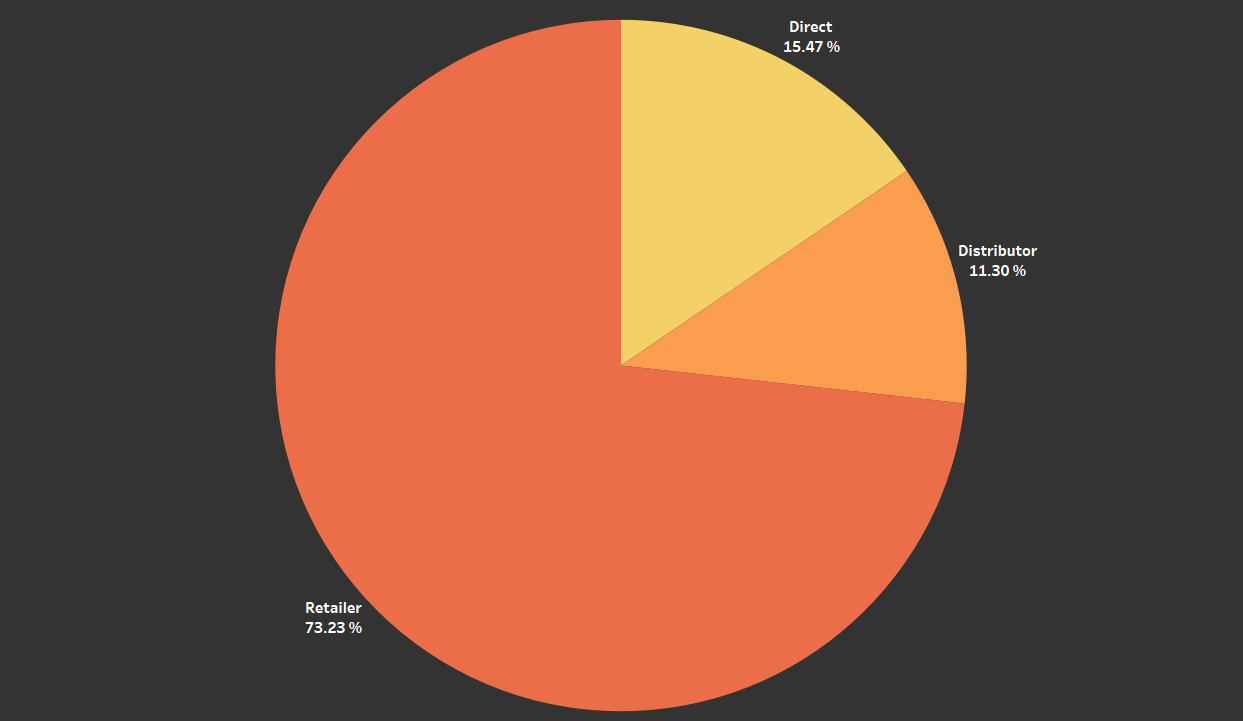 Direct
15.47 %
Distributor
11.30 %
Retailer
73.23 %